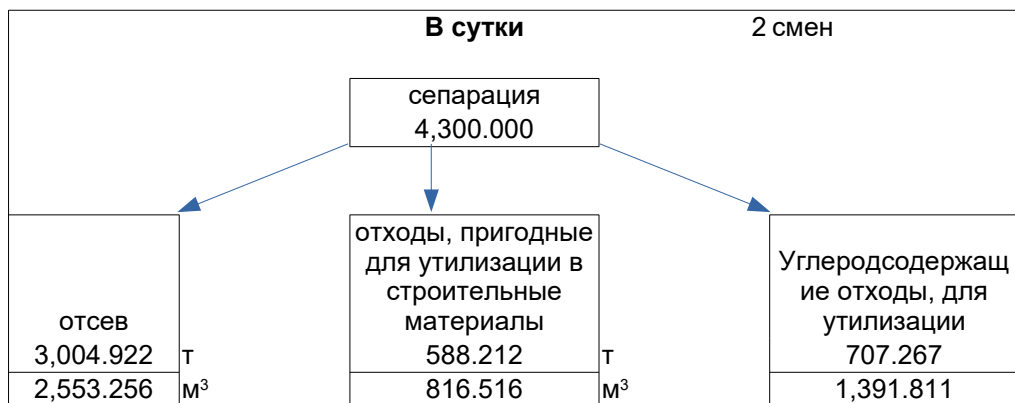 В сутки 2 смен
сепарация
4,300.000
отсев
3,004.922 т
2,553.256 м³
отходы, пригодные
для утилизации в
строительные
материалы
588.212 т
816.516 м³
Углеродсодержащ
ие отходы, для
утилизации
707.267
1,391.811